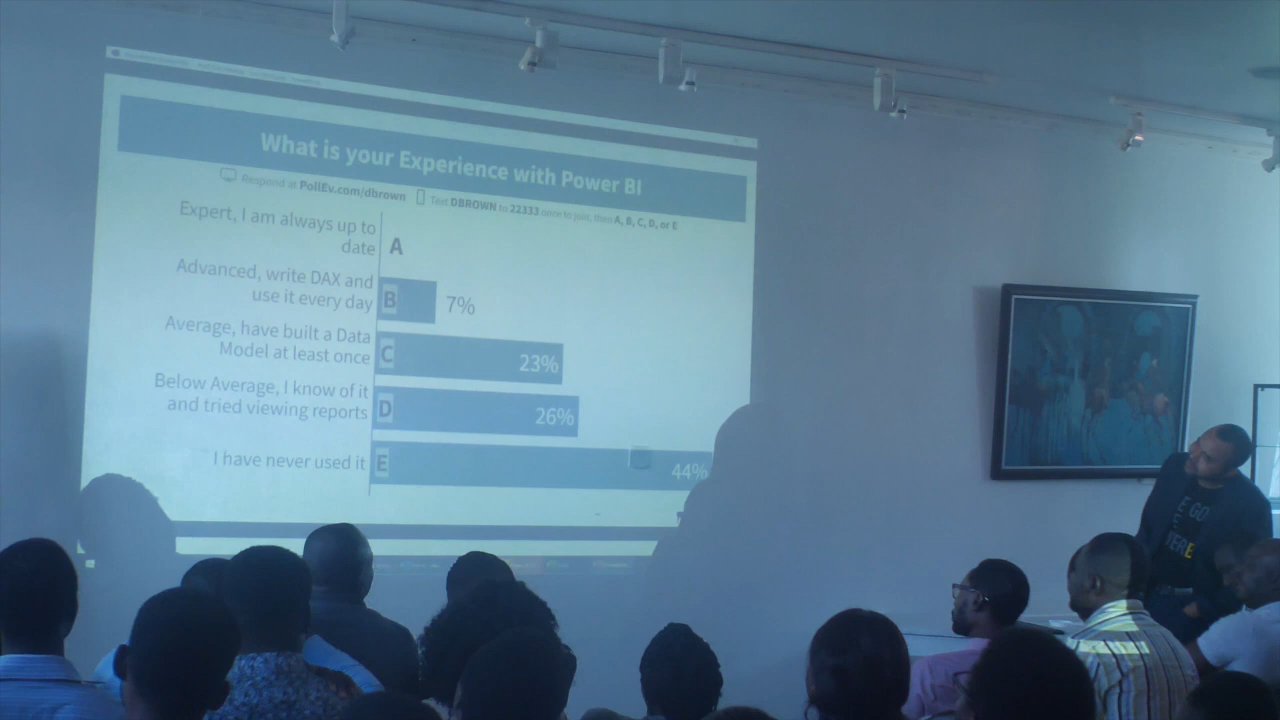 What is your Experience with Power BI
Respond at PollEv.com/dbrown Text DBROWN to 22333 once to join, then A, B, C, D, or E
Expert, I am always up to
date A
Advanced, write DAX and
use it every day B 7%
Average, have built a Data
Model at least once C 23%
Below Average, I know of it
and tried viewing reports D 26%
I have never used it E 44%